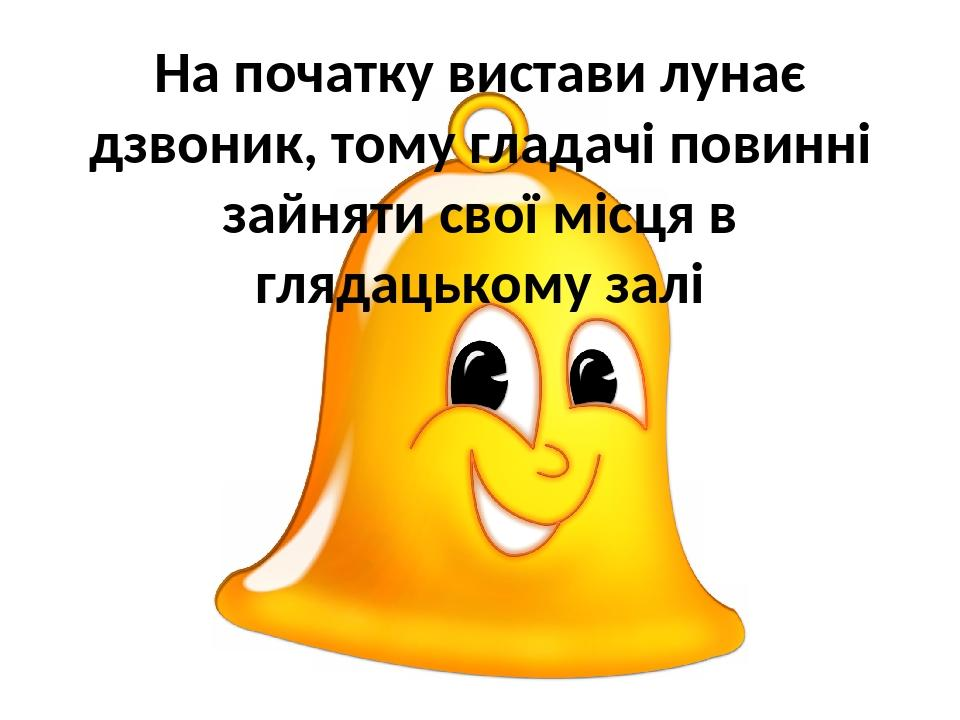 На початку вистави лунає
дзвоник, тому гладачі повинні
зайняти свої місця в
глядацькому залі